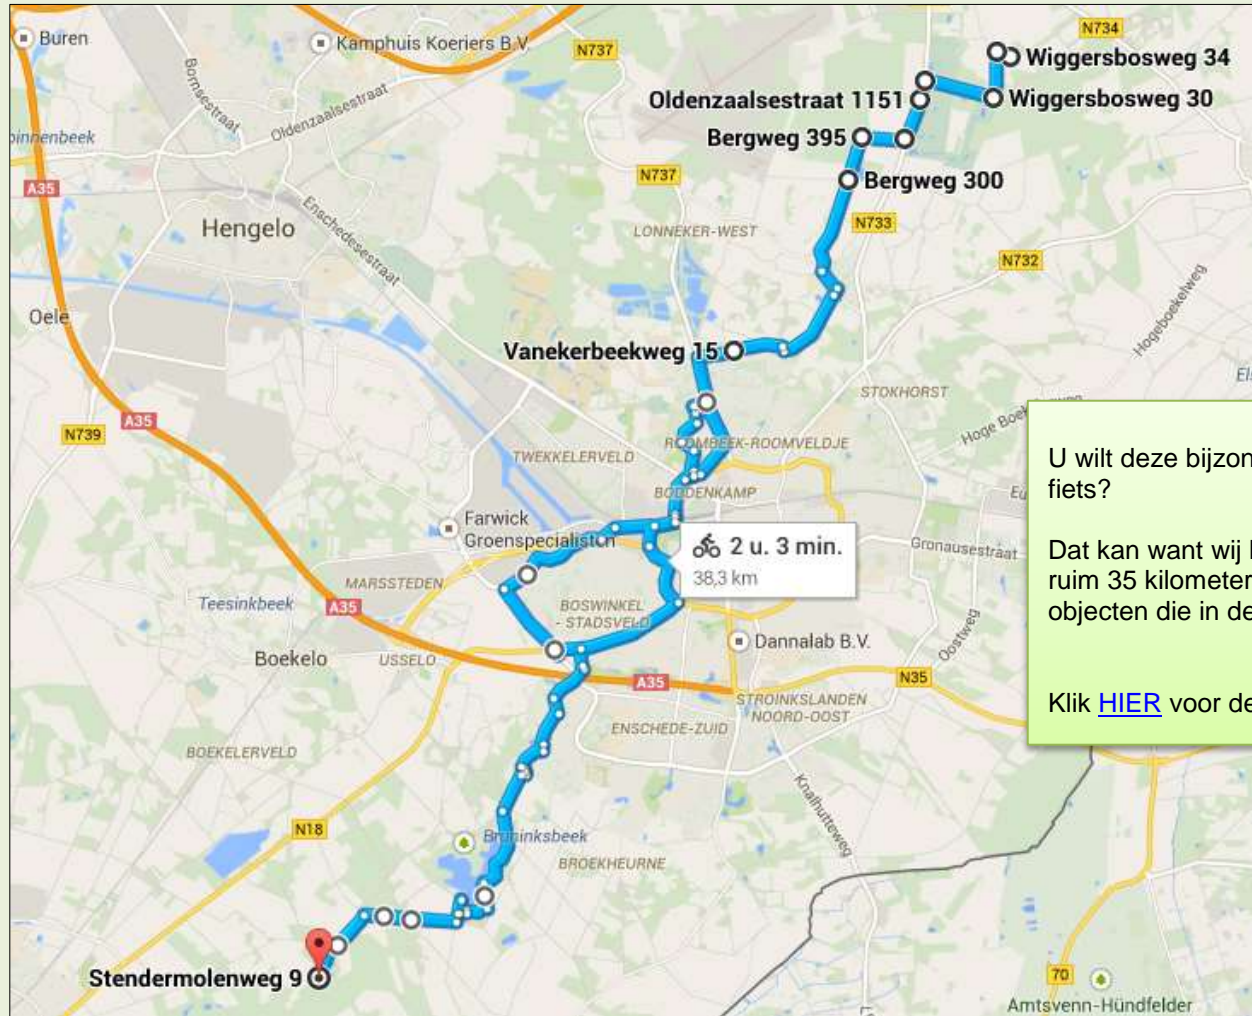 Buren
Kamphuis Koeriers B.V.
N737
N734
Wiggersbosweg 34
Bornsestraat
Oldenzaalsestraat 1151
Wiggersbosweg 30
Oldenzaalsestraat
Bergweg 395
N737
Bergweg 300
A35
Enschedesestraat
Hengelo
LONNEKER-WEST
N733
N732
Hogeboekelweg
Oele
Vanekerbeekweg 15
STOKHORST
A35
N739
TWEKKELERVELD
BODDENKAMP
Farwick
Groenspecialisten
2 u. 3 min.
38,3 km
Gronausestraat
MARSSTEDEN
Teesinkbeek
A35
BOSWINKEL
- STADSVELD
Dannalab B.V.
Oostweg
Boekelo
USSELO
A35
N35
STROINKSLANDEN
NOORD-OOST
ENSCHEDE-ZUID
BOEKELERVELD
Knalhutteweg
N18
Bruninksbeek
BROEKHEURNE
Stendermolenweg 9
70
Amtsvenn-Hündfelder
U wilt deze bijzon
fiets?
Dat kan want wij
ruim 35 kilometer
objecten die in de
Klik HIER voor de